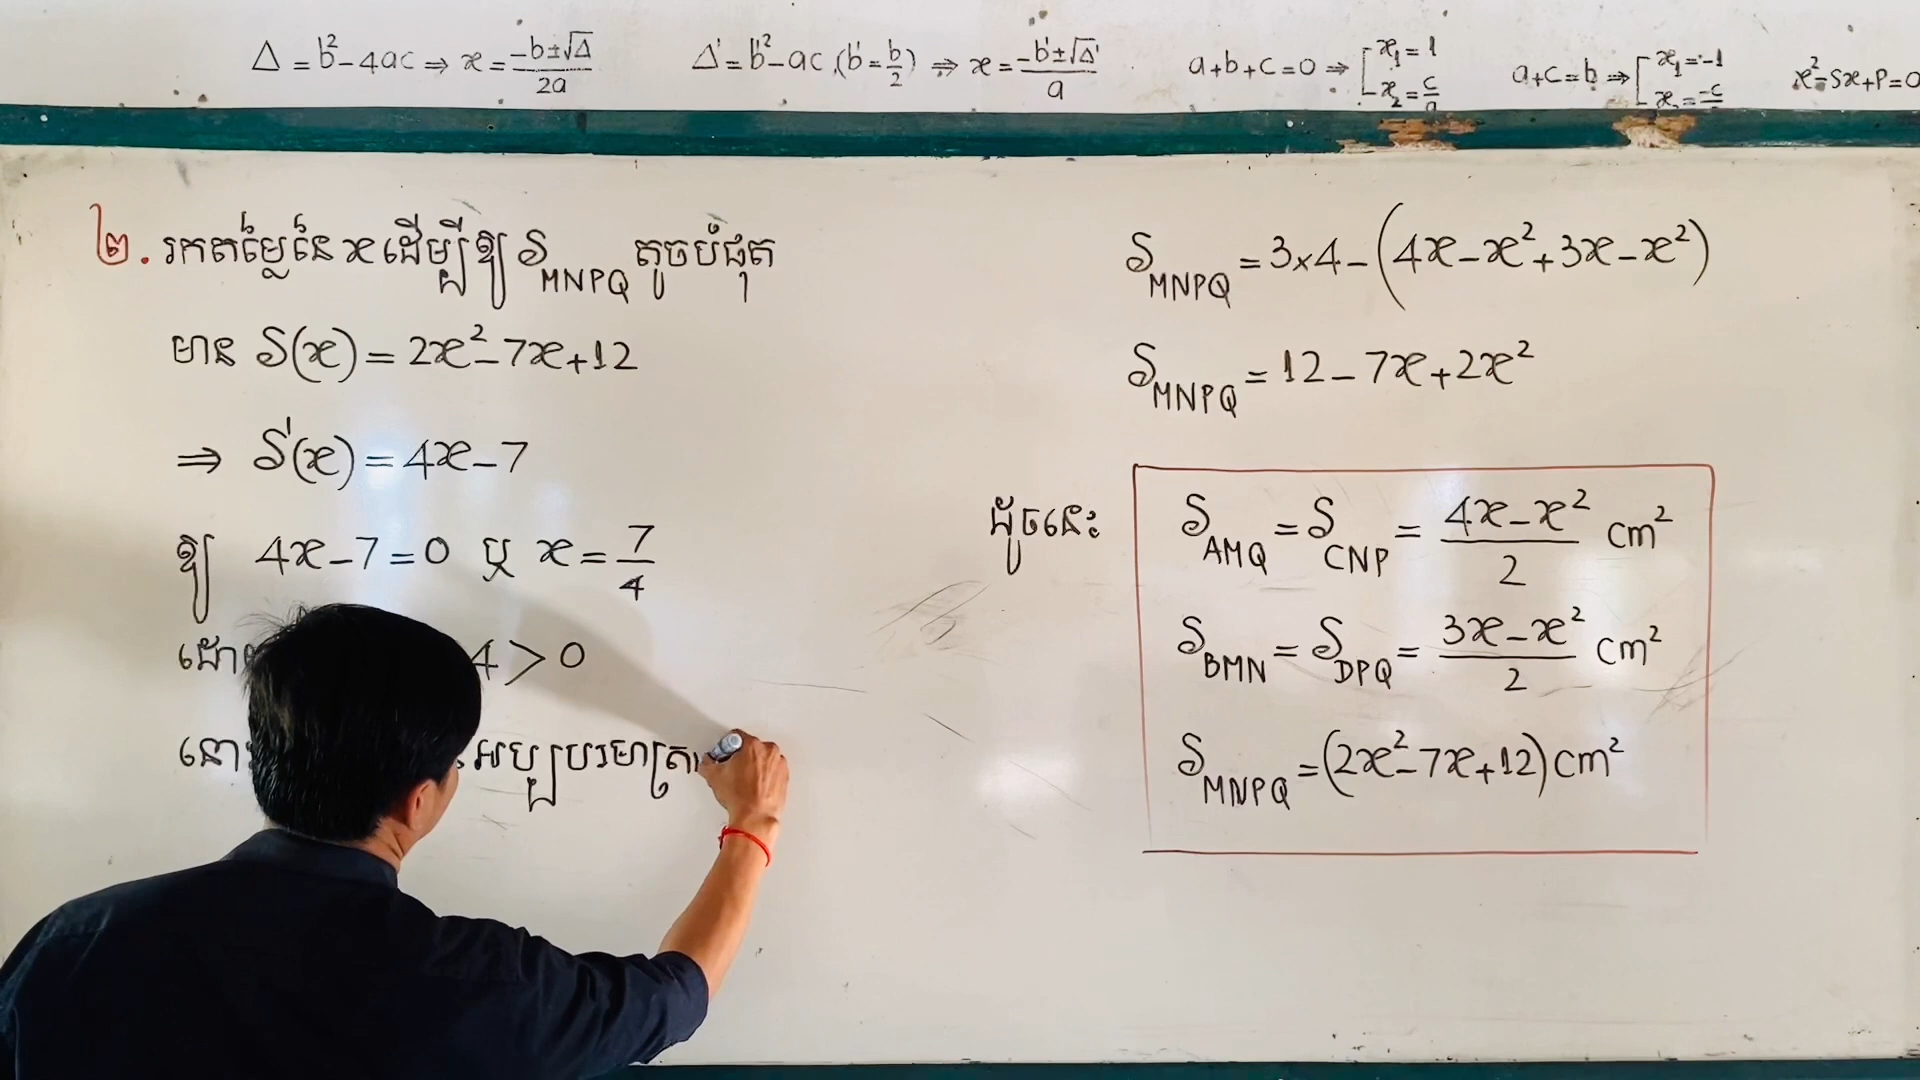 Δ = b² - 4ac ⇒ x = (-b ± √Δ)/2a
Δ' = b'² - ac, (b' = b/2) ⇒ x = (-b' ± √Δ')/a
a + b + c = 0 ⇒ [x₁ = 1
x₂ = c/a
a + c = b ⇒ [x₁ = -1
x² - Sx + P = 0
២. រកតម្លៃនៃ x ដើម្បីឱ្យ S_MNPQ តូចបំផុត
មាន S(x) = 2x² - 7x + 12
⇒ S'(x) = 4x - 7
ឱ្យ 4x - 7 = 0 ឬ x = 7/4
4 > 0
នោះ អប្បបរមាត្រ
S_MNPQ = 3×4 - (4x - x² + 3x - x²)
S_MNPQ = 12 - 7x + 2x²
ដូចនេះ S_AMQ = S_CNP = (4x - x²)/2 cm²
S_BMN = S_DPQ = (3x - x²)/2 cm²
S_MNPQ = (2x² - 7x + 12) cm²